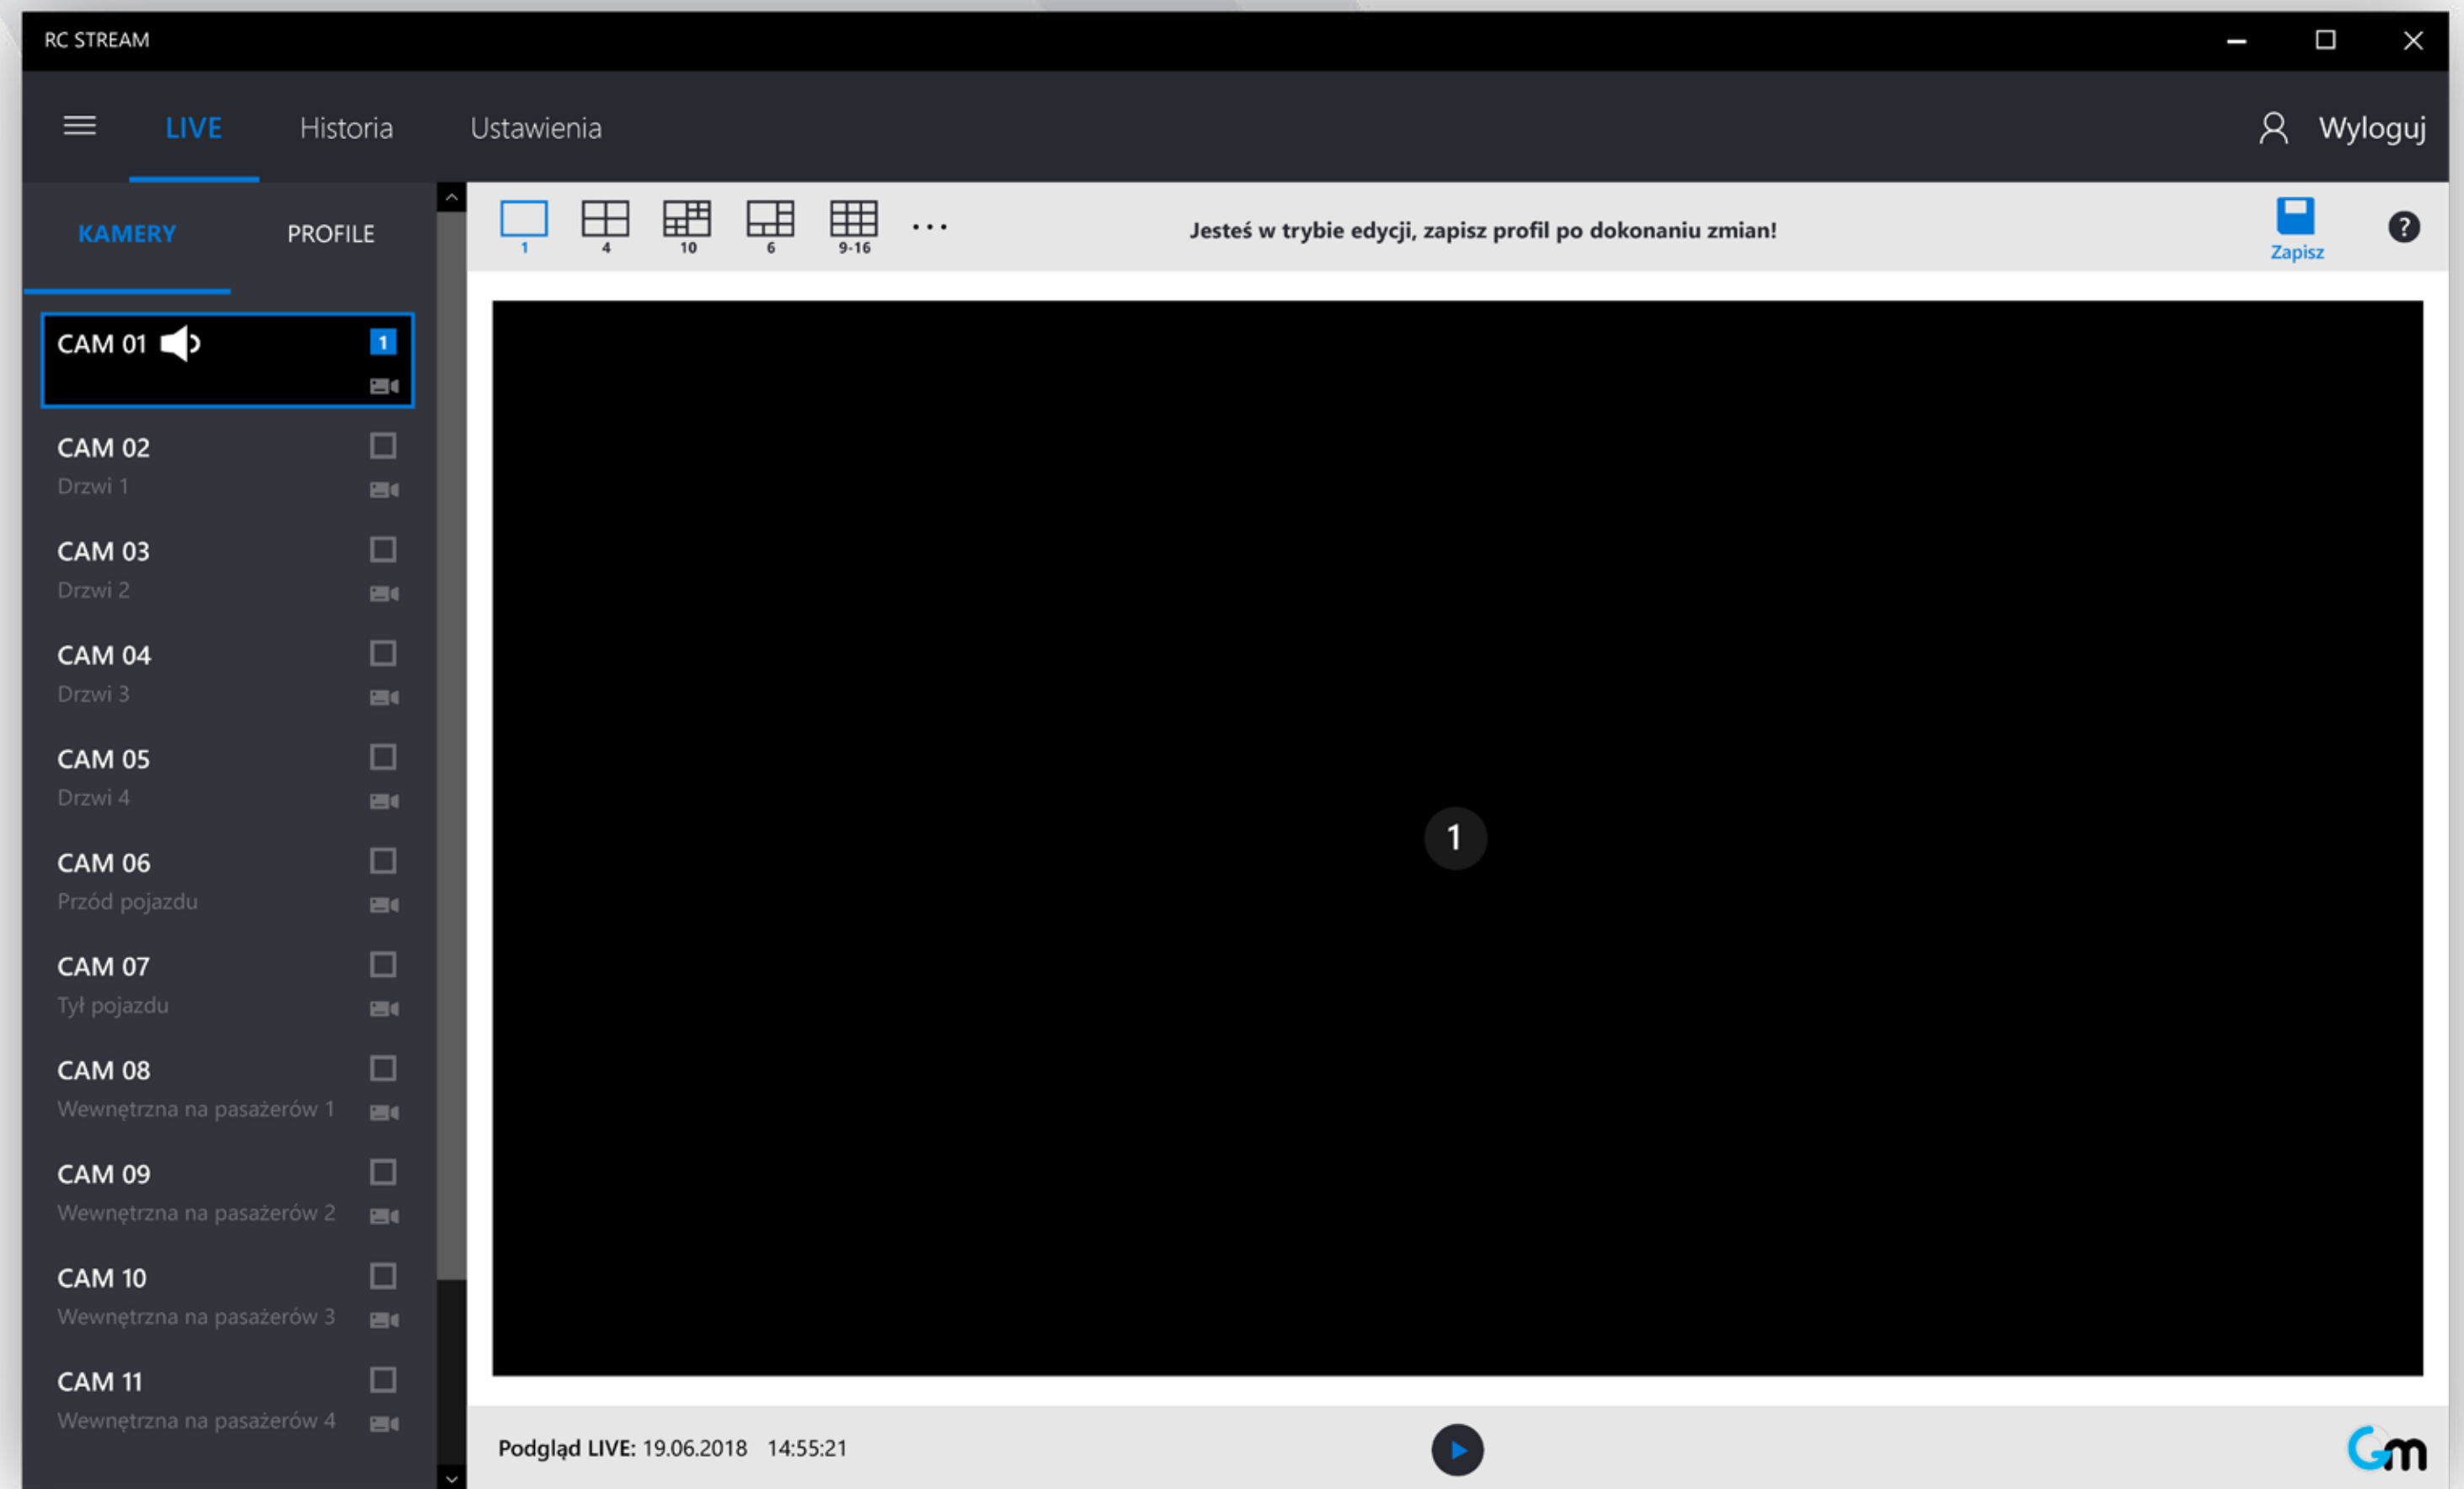 RC STREAM
LIVE
Historia
Ustawienia
Wyloguj
KAMERY
PROFILE
1
4
10
6
9-16
...
Jesteś w trybie edycji, zapisz profil po dokonaniu zmian!
Zapisz
?
CAM 01
1
CAM 02
Drzwi 1
CAM 03
Drzwi 2
CAM 04
Drzwi 3
CAM 05
Drzwi 4
CAM 06
Przód pojazdu
CAM 07
Tył pojazdu
CAM 08
Wewnętrzna na pasażerów 1
CAM 09
Wewnętrzna na pasażerów 2
CAM 10
Wewnętrzna na pasażerów 3
CAM 11
Wewnętrzna na pasażerów 4
1
Podgląd LIVE: 19.06.2018 14:55:21
Gm